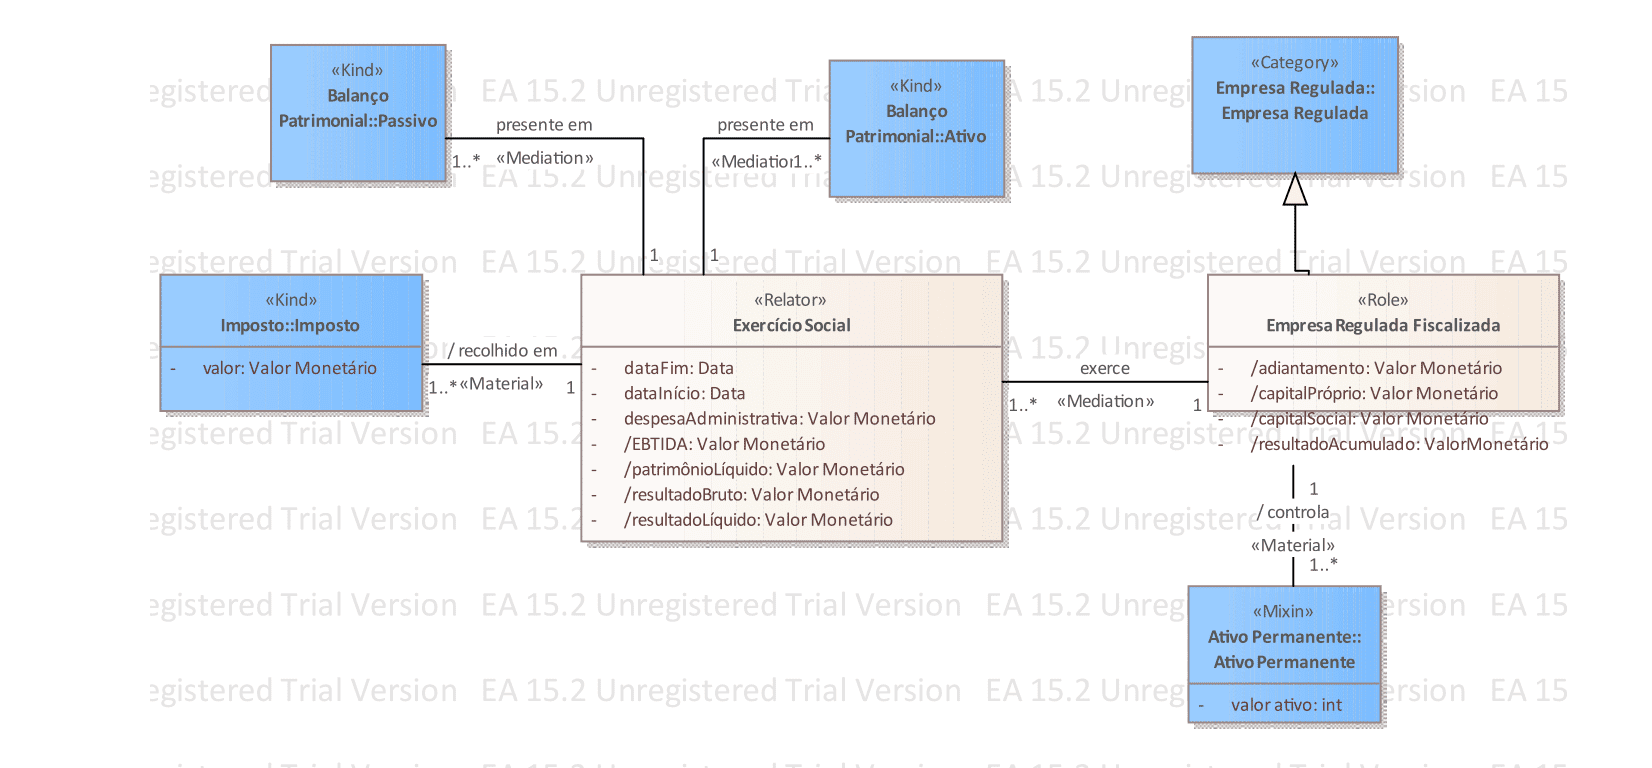 «Kind»
Balanço
Patrimonial::Passivo
presente em
1..*
«Mediation»
1
«Kind»
Balanço
Patrimonial::Ativo
presente em
«Mediation
1..*
1
«Category»
Empresa Regulada::
Empresa Regulada
«Kind»
Imposto::Imposto
- valor: Valor Monetário
/ recolhido em
1..*
«Material»
1
«Relator»
Exercício Social
- dataFim: Data
- dataInício: Data
- despesaAdministrativa: Valor Monetário
- /EBTIDA: Valor Monetário
- /patrimônioLíquido: Valor Monetário
- /resultadoBruto: Valor Monetário
- /resultadoLíquido: Valor Monetário
exerce
1..*
«Mediation»
1
«Role»
Empresa Regulada Fiscalizada
- /adiantamento: Valor Monetário
- /capitalPróprio: Valor Monetário
- /capitalSocial: Valor Monetário
- /resultadoAcumulado: ValorMonetário
1
/ controla
«Material»
1..*
«Mixin»
Ativo Permanente::
Ativo Permanente
- valor ativo: int
egistered Trial Version EA 15.2 Unregistered Trial Version EA 15.2 Unregistered Trial Version EA 15